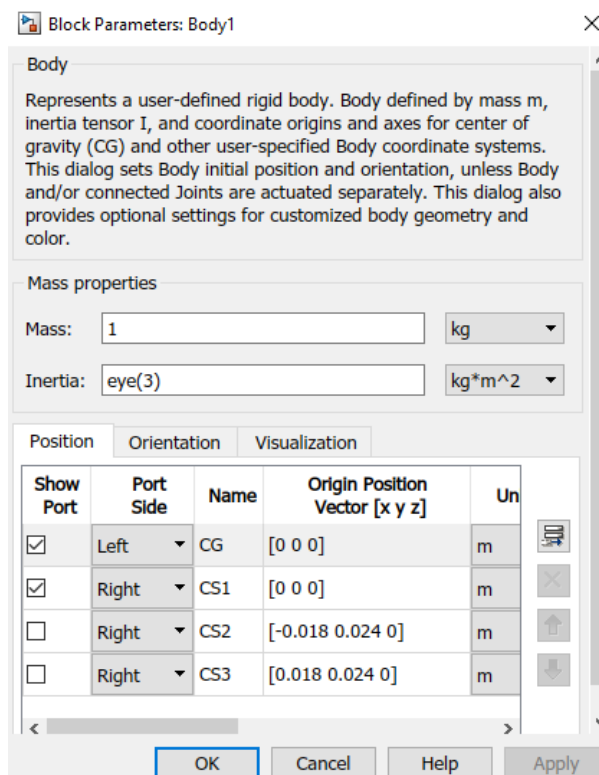 Block Parameters: Body1
Body
Represents a user-defined rigid body. Body defined by mass m,
inertia tensor I, and coordinate origins and axes for center of
gravity (CG) and other user-specified Body coordinate systems.
This dialog sets Body initial position and orientation, unless Body
and/or connected Joints are actuated separately. This dialog also
provides optional settings for customized body geometry and
color.
Mass properties
Mass: 1 kg
Inertia: eye(3) kg*m^2
Position Orientation Visualization
Show Port Port Side Name Origin Position Vector [x y z] Un
Left CG [0 0 0] m
Right CS1 [0 0 0] m
Right CS2 [-0.018 0.024 0] m
Right CS3 [0.018 0.024 0] m
OK Cancel Help Apply